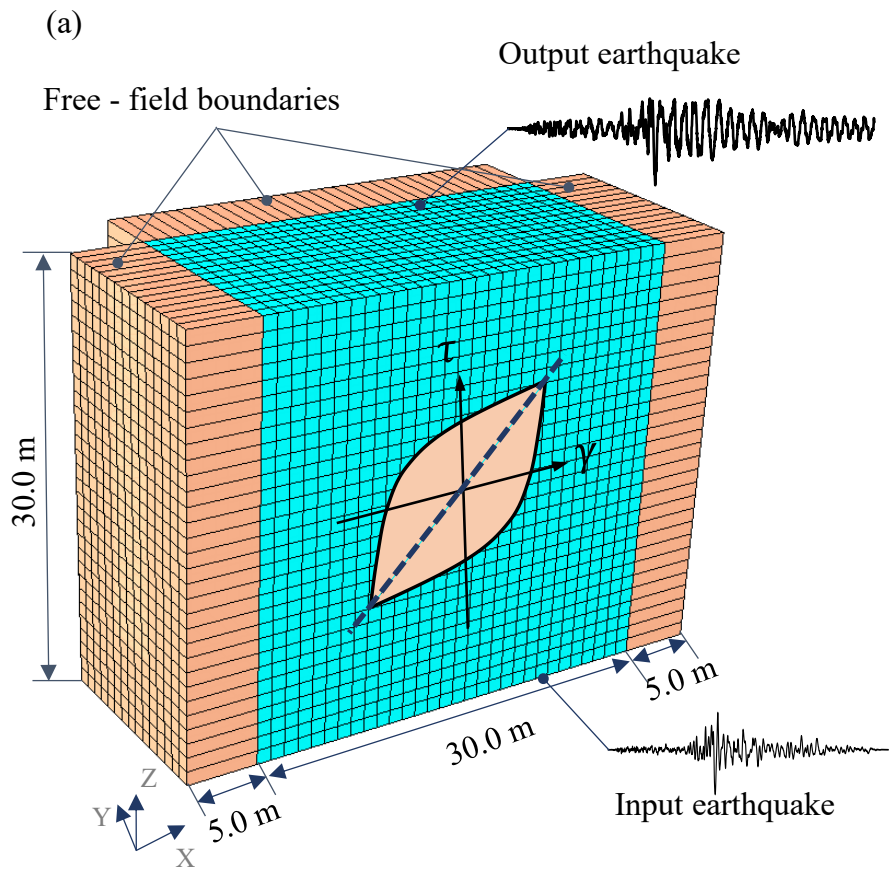 (a)
Output earthquake
Free - field boundaries
τ
γ
30.0 m
5.0 m
30.0 m
5.0 m
Input earthquake
Z
Y
X